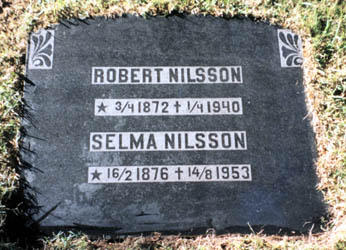 ROBERT NILSSON
★ 3/4 1872 † 1/4 1940
SELMA NILSSON
★ 16/2 1876 † 14/8 1953